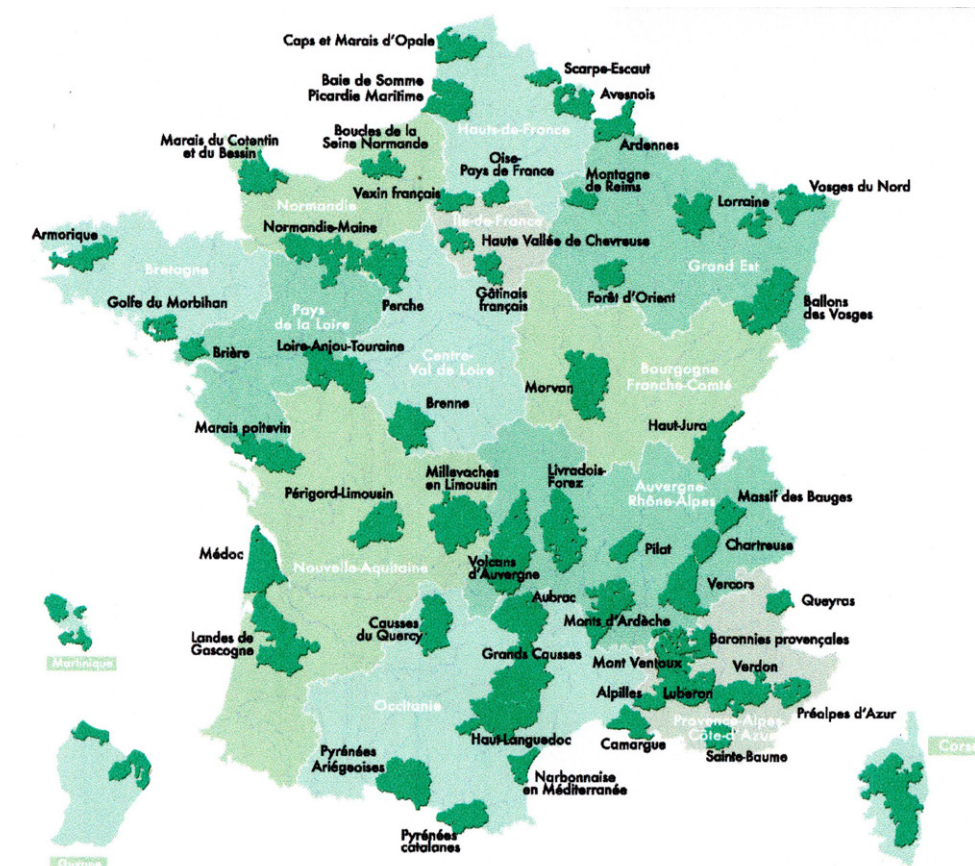 Caps et Marais d'Opale
Scarpe-Escaut
Baie de Somme
Picardie Maritime
Avesnois
Hauts-de-France
Ardennes
Marais du Cotentin
et du Bessin
Boucles de la
Seine Normande
Oise-
Pays de France
Montagne
de Reims
Vosges du Nord
Vexin français
Lorraine
Normandie
Ile-de-France
Normandie-Maine
Haute Vallée de Chevreuse
Armorique
Bretagne
Grand Est
Golfe du Morbihan
Perche
Gâtinais
français
Forêt d'Orient
Ballons
des Vosges
Pays
de la Loire
Brière
Loire-Anjou-Touraine
Centre-
Val de Loire
Bourgogne
Franche-Comté
Morvan
Brenne
Marais poitevin
Haut-Jura
Millevaches
en Limousin
Livradois-
Forez
Auvergne-
Rhône-Alpes
Périgord-Limousin
Massif des Bauges
Médoc
Pilat
Chartreuse
Nouvelle-Aquitaine
Volcans
d'Auvergne
Vercors
Aubrac
Queyras
Causses
du Quercy
Monts d'Ardèche
Landes de
Gascogne
Baronnies provençales
Martinique
Grands Causses
Mont Ventoux
Verdon
Occitanie
Alpilles
Luberon
Préalpes d'Azur
Provence-Alpes-
Côte-d'Azur
Haut-Languedoc
Camargue
Sainte-Baume
Corse
Pyrénées
Ariégeoises
Narbonnaise
en Méditerranée
Pyrénées
catalanes
Guyane